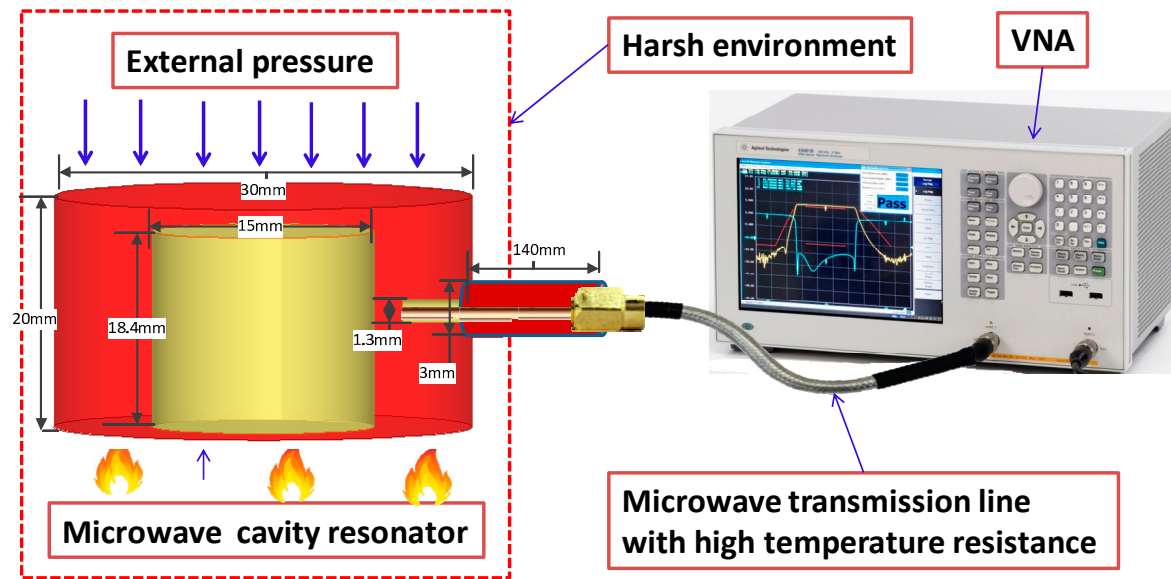 External pressure
Harsh environment
VNA
30mm
15mm
140mm
20mm
18.4mm
1.3mm
3mm
Agilent Technologies
Pass
Microwave cavity resonator
Microwave transmission line
with high temperature resistance